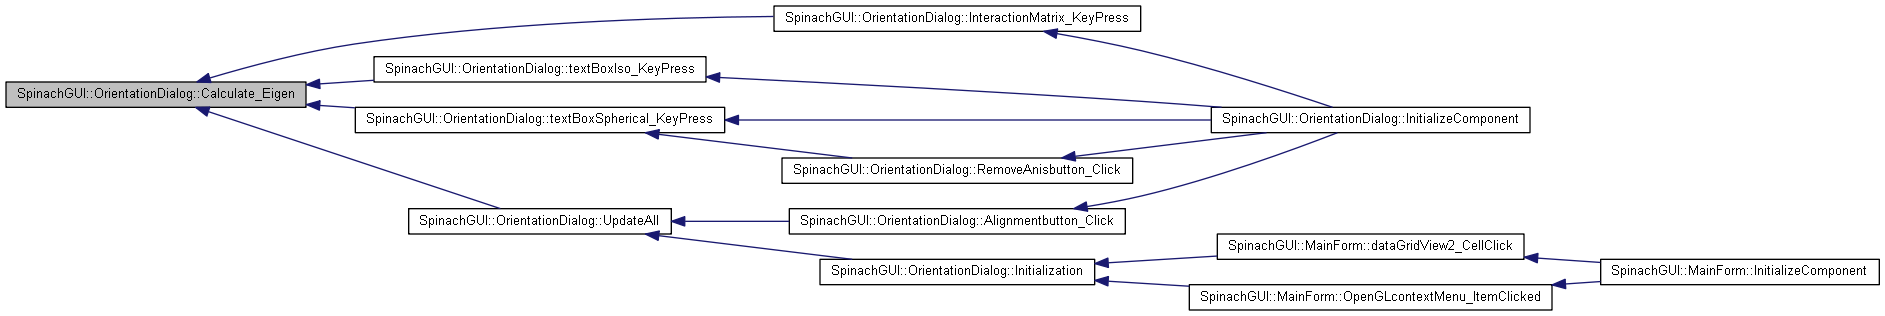 SpinachGUI::OrientationDialog::InteractionMatrix_KeyPress
SpinachGUI::OrientationDialog::textBoxIso_KeyPress
SpinachGUI::OrientationDialog::Calculate_Eigen
SpinachGUI::OrientationDialog::textBoxSpherical_KeyPress
SpinachGUI::OrientationDialog::InitializeComponent
SpinachGUI::OrientationDialog::RemoveAnisbutton_Click
SpinachGUI::OrientationDialog::UpdateAll
SpinachGUI::OrientationDialog::Alignmentbutton_Click
SpinachGUI::MainForm::dataGridView2_CellClick
SpinachGUI::OrientationDialog::Initialization
SpinachGUI::MainForm::InitializeComponent
SpinachGUI::MainForm::OpenGLcontextMenu_ItemClicked